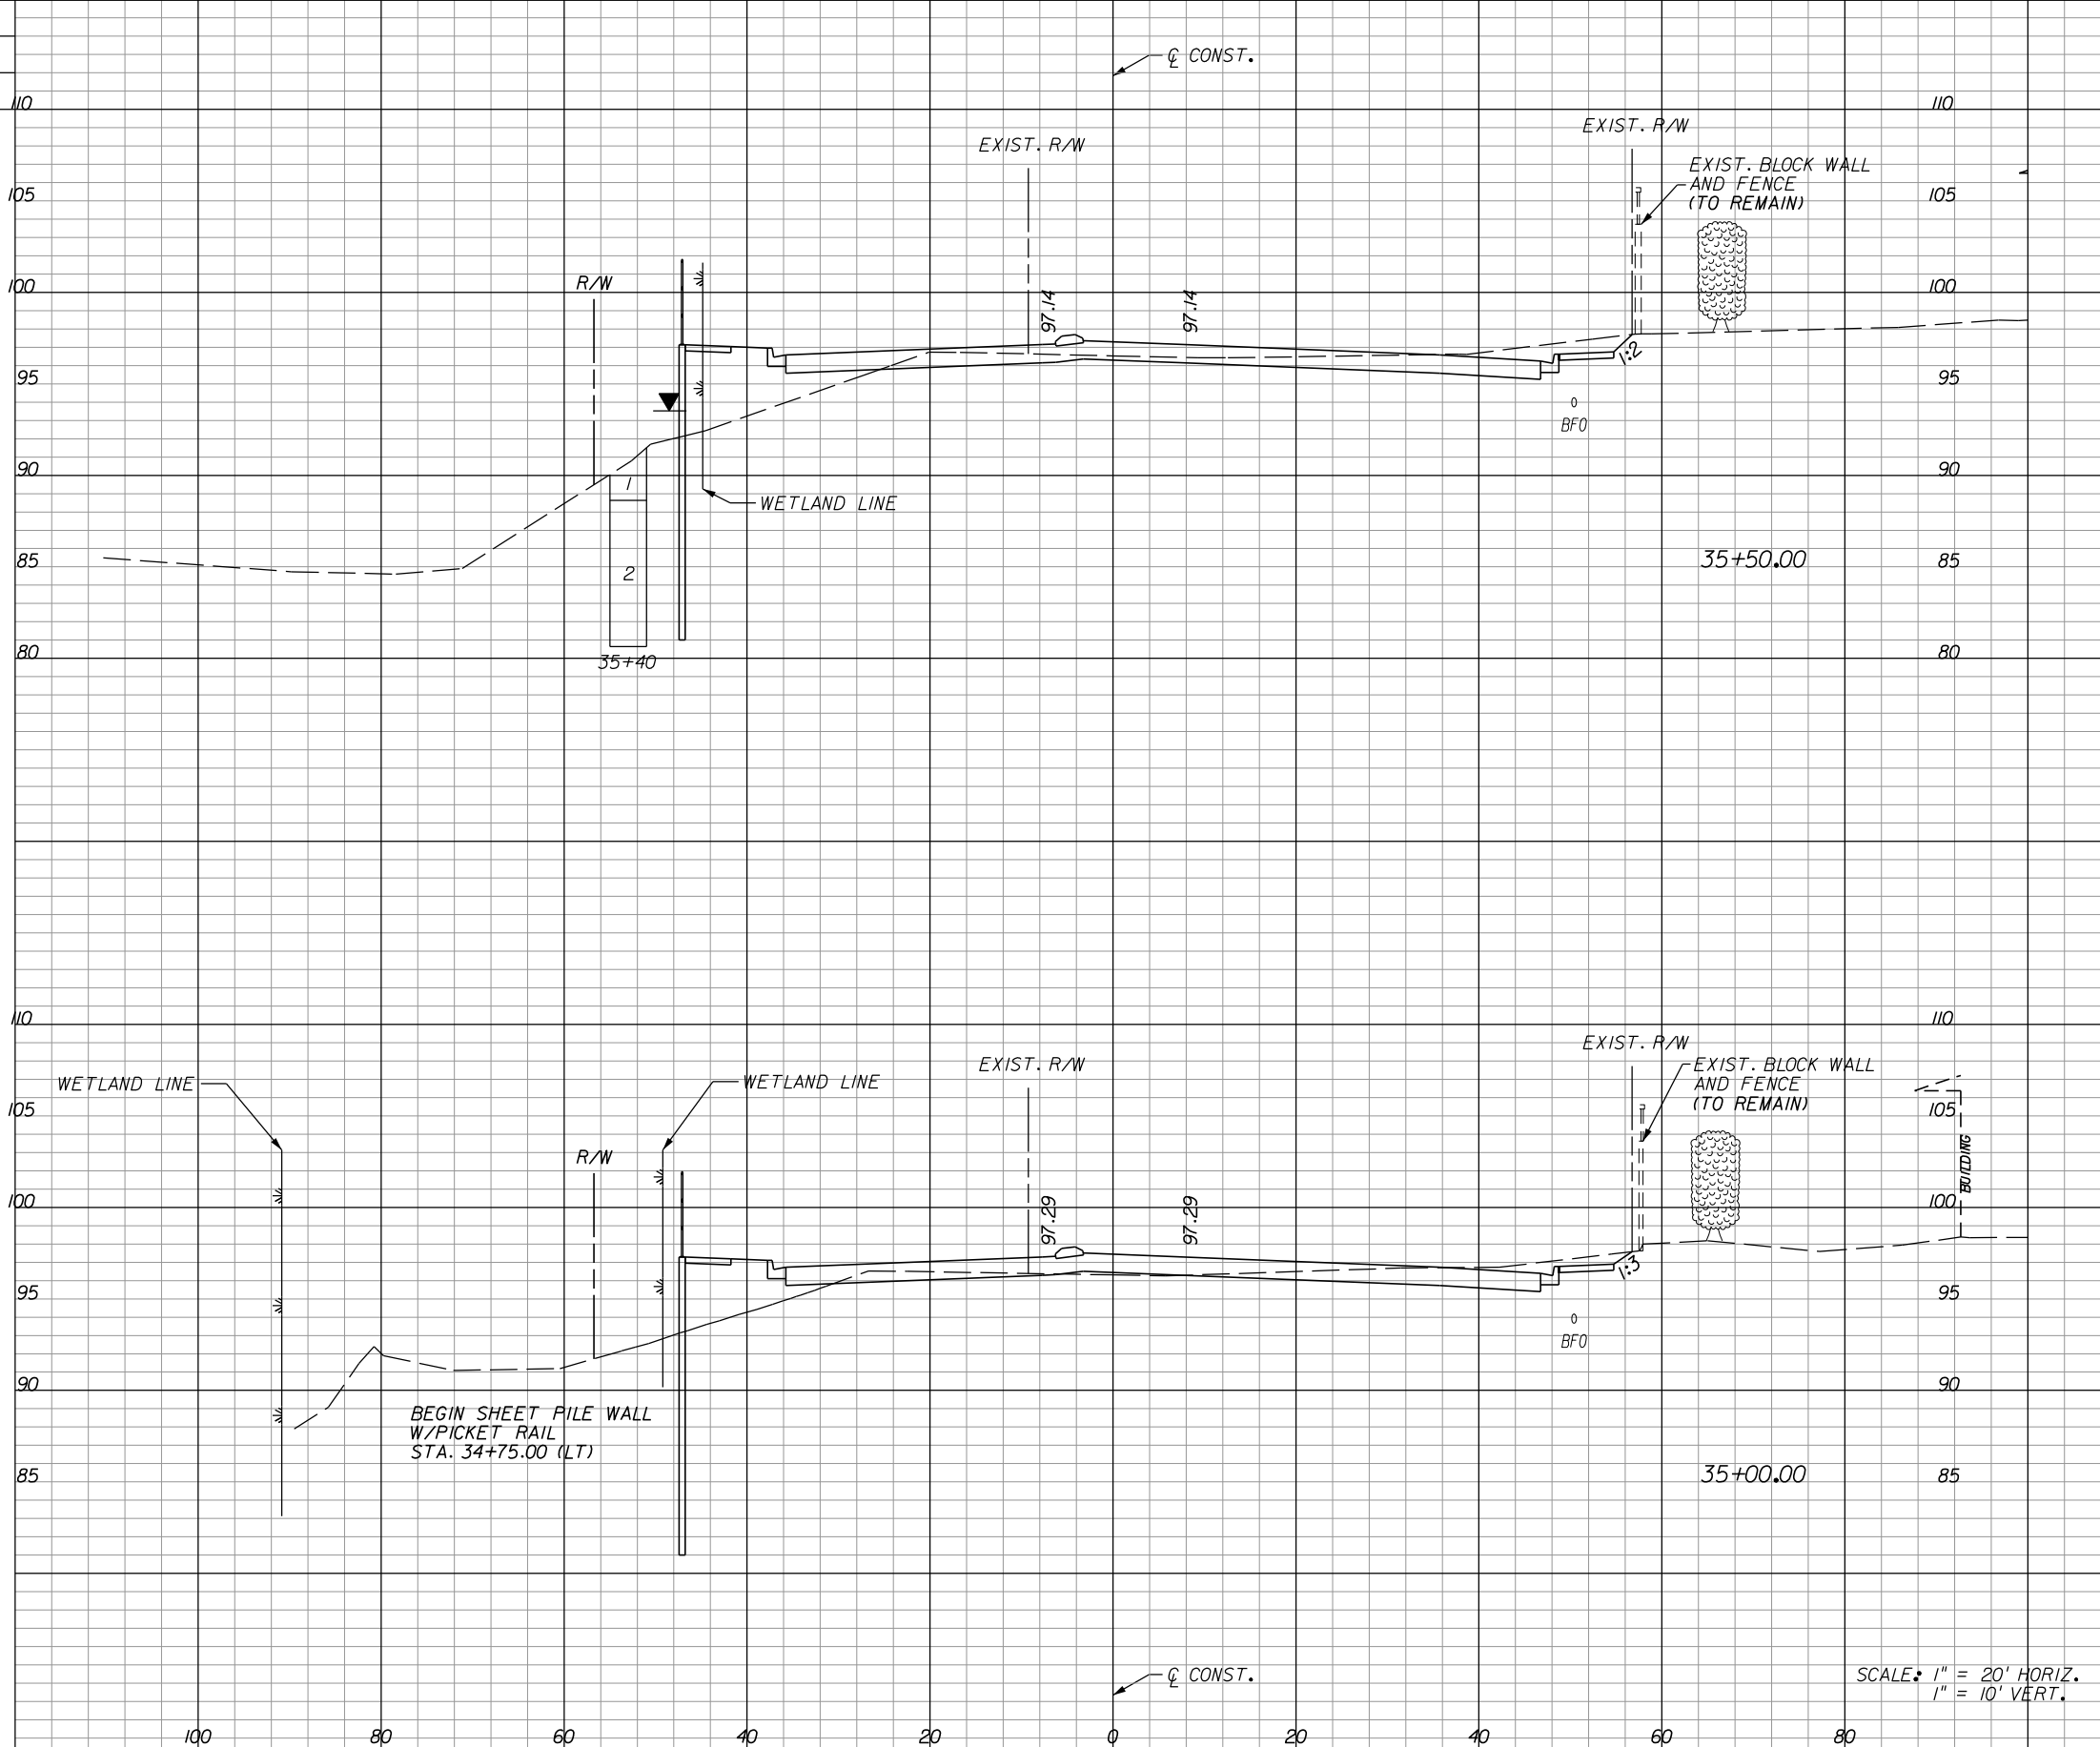 ℄ CONST.
110 110
EXIST. R/W
EXIST. R/W
EXIST. BLOCK WALL
AND FENCE
(TO REMAIN)
105 105
R/W
100 100
97.14 97.14
1:2
95 95
BFO
90 90
1
WETLAND LINE
85 35+50.00 85
2
80 80
35+40
110 110
EXIST. R/W
EXIST. R/W
EXIST. BLOCK WALL
AND FENCE
(TO REMAIN)
WETLAND LINE WETLAND LINE
105 105
R/W
BUILDING
100 100
97.29 97.29
1:3
95 95
BFO
90 90
BEGIN SHEET PILE WALL
W/PICKET RAIL
STA. 34+75.00 (LT)
85 35+00.00 85
℄ CONST.
SCALE: 1" = 20' HORIZ.
1" = 10' VERT.
100 80 60 40 20 0 20 40 60 80